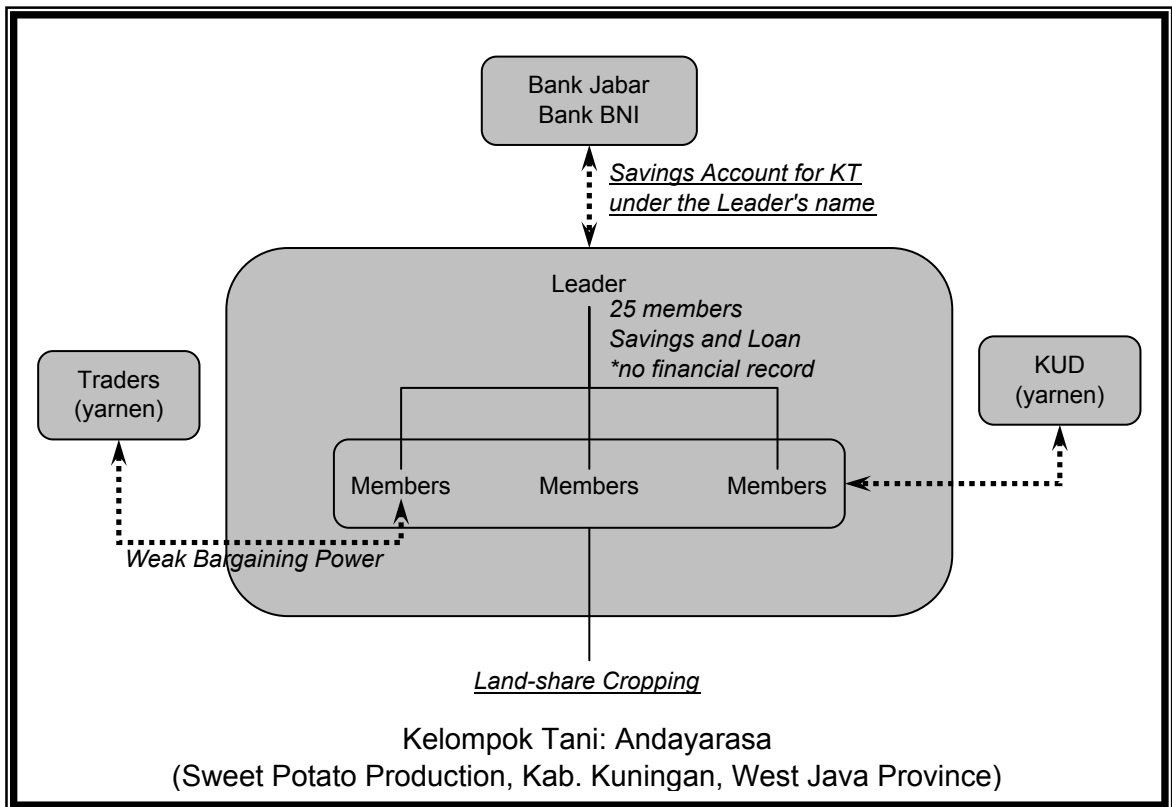 Bank Jabar
Bank BNI
Savings Account for KT
under the Leader's name
Leader
25 members
Savings and Loan
*no financial record
Traders
(yarnen)
KUD
(yarnen)
Members
Members
Members
Weak Bargaining Power
Land-share Cropping
Kelompok Tani: Andayarasa
(Sweet Potato Production, Kab. Kuningan, West Java Province)